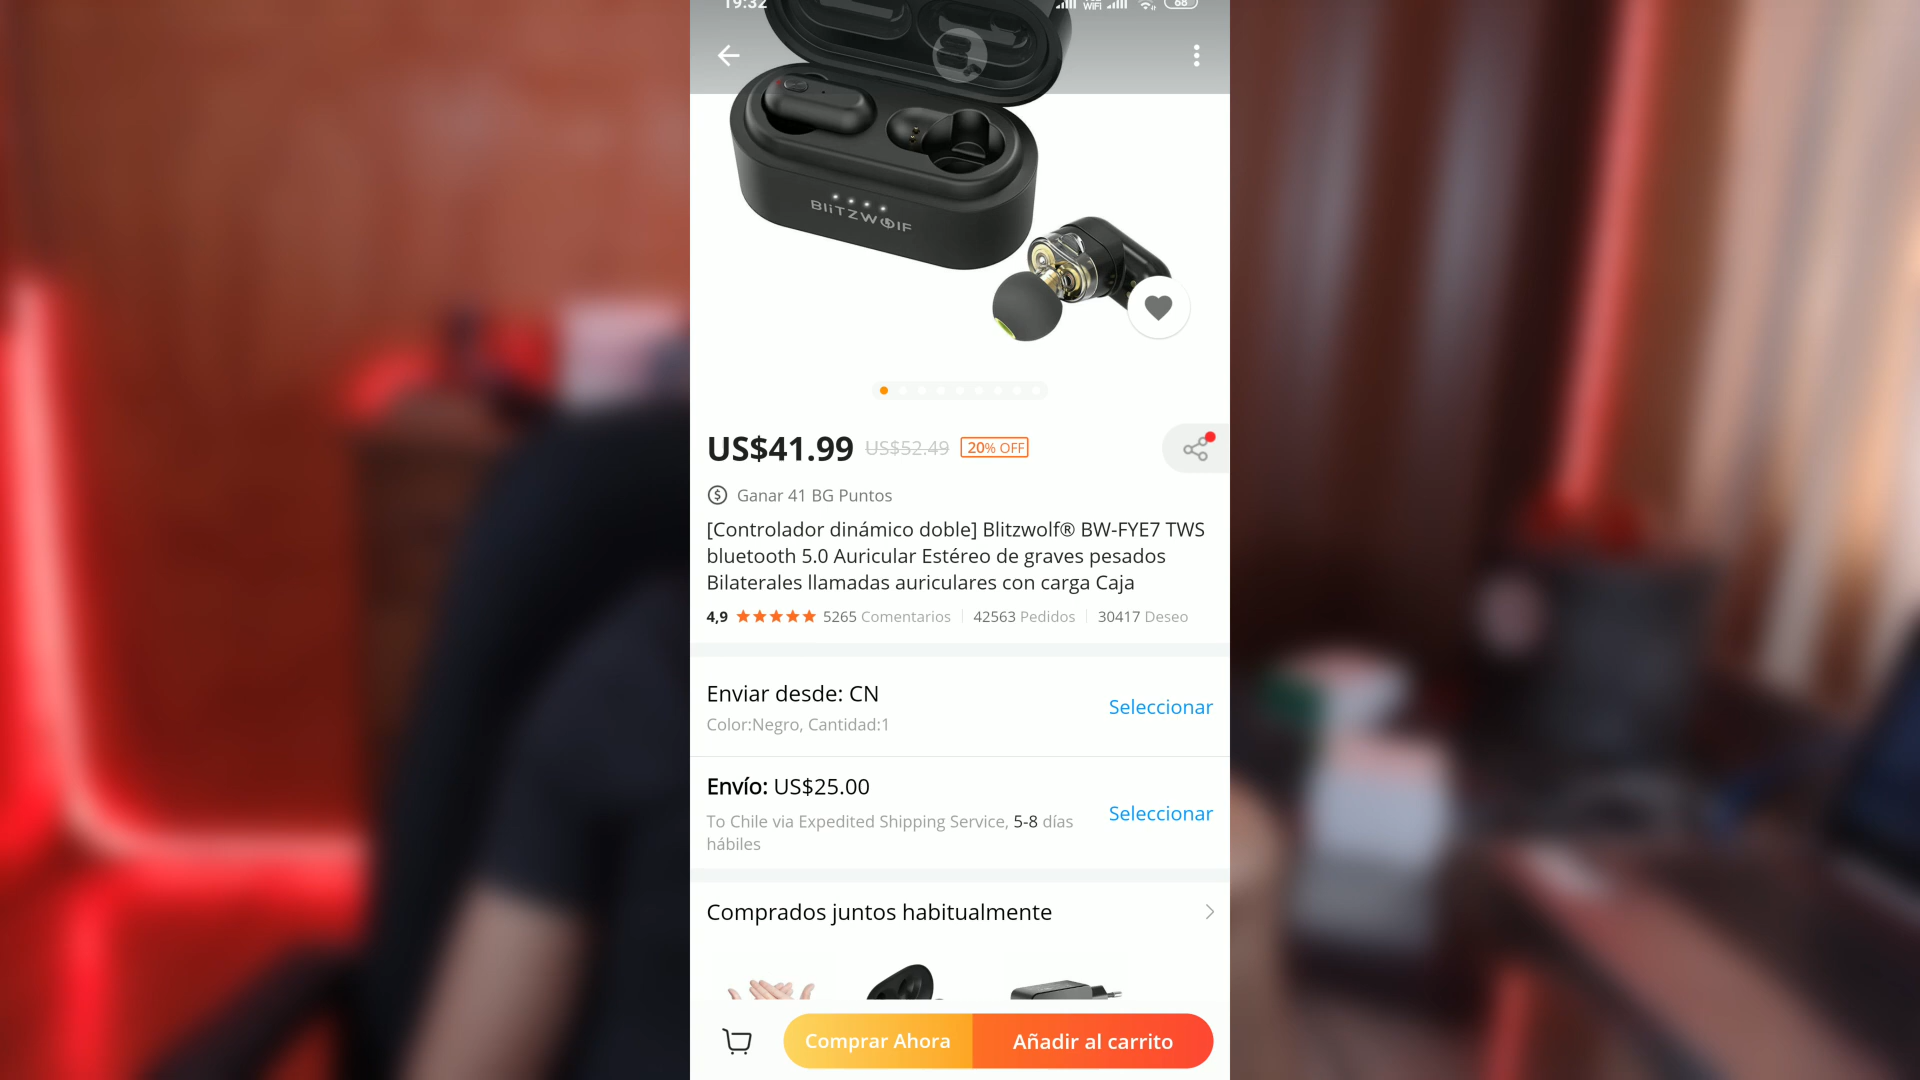 19:32
WiFi
68
BLITZWOLF
US$41.99 US$52.49 20% OFF
Ganar 41 BG Puntos
[Controlador dinámico doble] Blitzwolf® BW-FYE7 TWS
bluetooth 5.0 Auricular Estéreo de graves pesados
Bilaterales llamadas auriculares con carga Caja
4,9 5265 Comentarios 42563 Pedidos 30417 Deseo
Enviar desde: CN
Color:Negro, Cantidad:1
Seleccionar
Envío: US$25.00
To Chile via Expedited Shipping Service, 5-8 días
hábiles
Seleccionar
Comprados juntos habitualmente
Comprar Ahora
Añadir al carrito